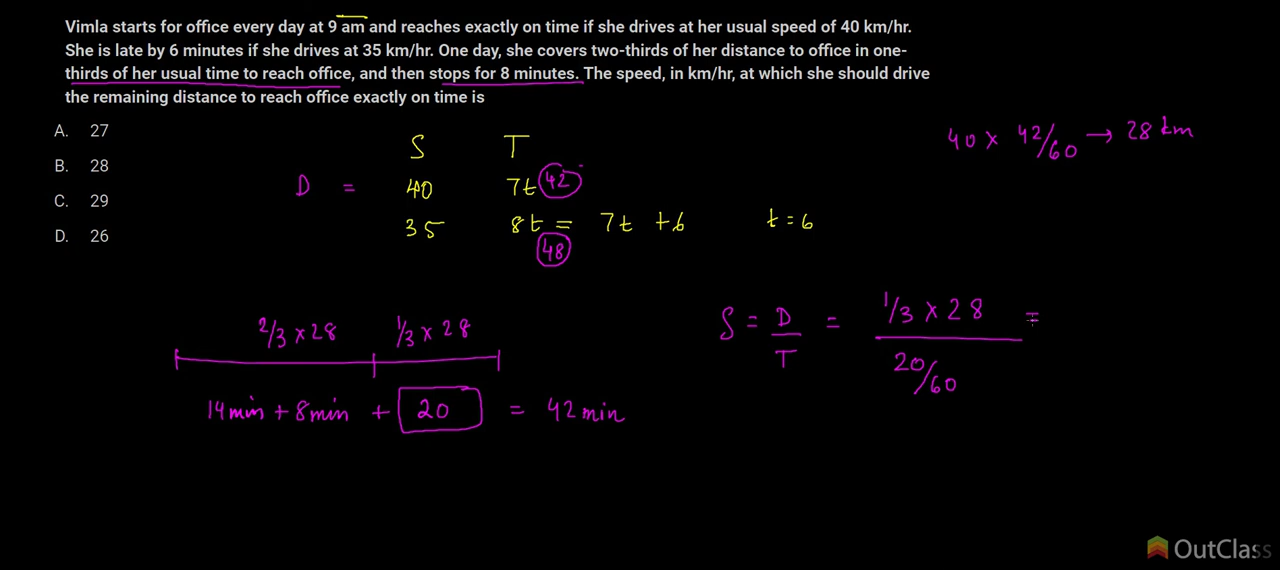 Vimla starts for office every day at 9 am and reaches exactly on time if she drives at her usual speed of 40 km/hr.
She is late by 6 minutes if she drives at 35 km/hr. One day, she covers two-thirds of her distance to office in one-
thirds of her usual time to reach office, and then stops for 8 minutes. The speed, in km/hr, at which she should drive
the remaining distance to reach office exactly on time is
A. 27
B. 28
C. 29
D. 26
40 × 42/60 → 28 km
S T
D = 40 7t 42
35 8t = 7t + 6 t = 6
48
2/3 × 28 1/3 × 28
14min + 8min + 20 = 42 min
S = D/T = 1/3 × 28 / 20/60 =
OutClass